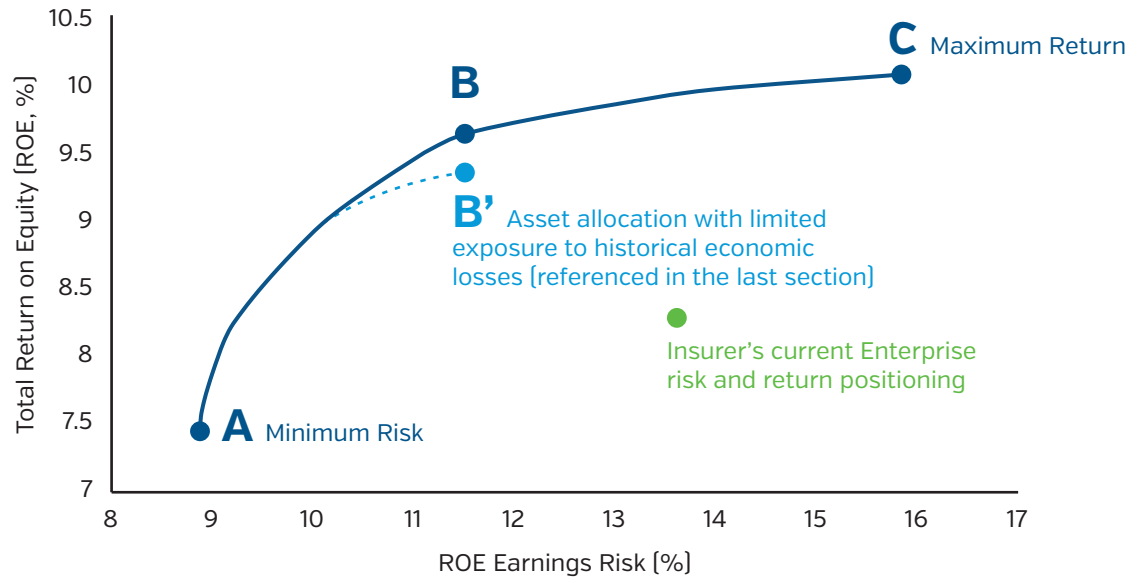 10.5
10
9.5
9
8.5
8
7.5
7
Total Return on Equity (ROE, %)
C Maximum Return
B
B’ Asset allocation with limited
exposure to historical economic
losses (referenced in the last section)
Insurer’s current Enterprise
risk and return positioning
A Minimum Risk
8 9 10 11 12 13 14 15 16 17
ROE Earnings Risk (%)